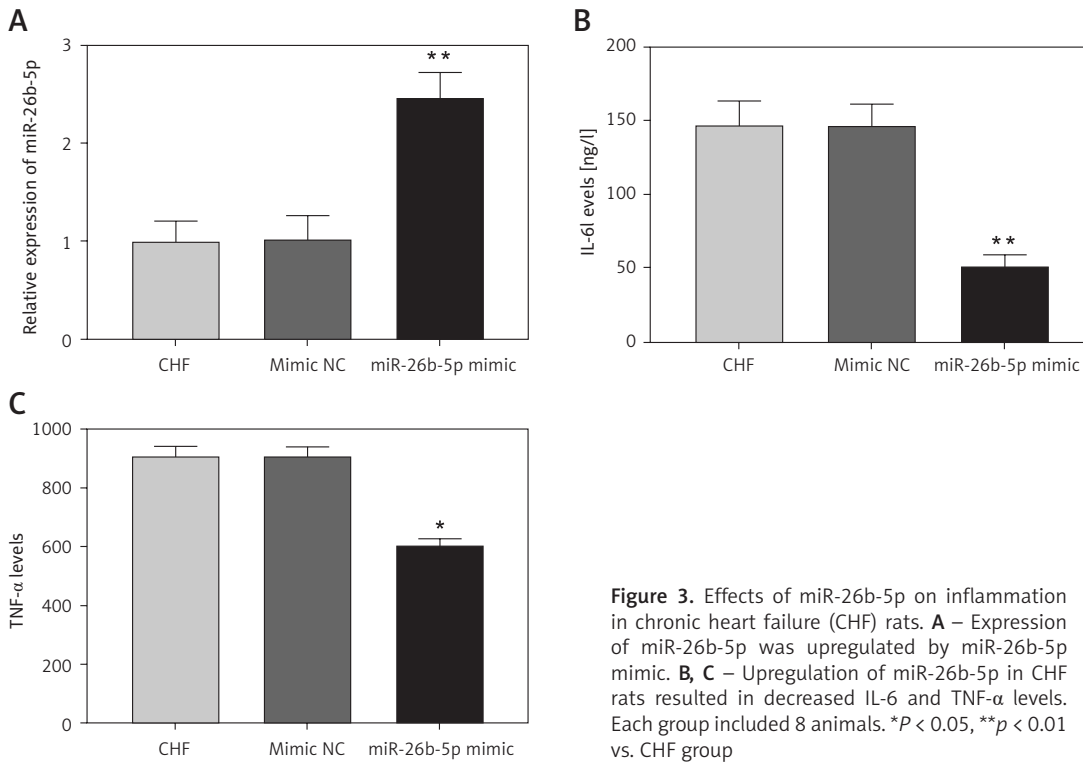 A
Relative expression of miR-26b-5p
3
2
1
0
**
CHF
Mimic NC
miR-26b-5p mimic
B
IL-6l evels [ng/l]
200
150
100
50
0
**
CHF
Mimic NC
miR-26b-5p mimic
C
TNF-α levels
1000
800
600
400
200
0
*
CHF
Mimic NC
miR-26b-5p mimic
Figure 3. Effects of miR-26b-5p on inflammation
in chronic heart failure (CHF) rats. A – Expression
of miR-26b-5p was upregulated by miR-26b-5p
mimic. B, C – Upregulation of miR-26b-5p in CHF
rats resulted in decreased IL-6 and TNF-α levels.
Each group included 8 animals. *P < 0.05, **p < 0.01
vs. CHF group